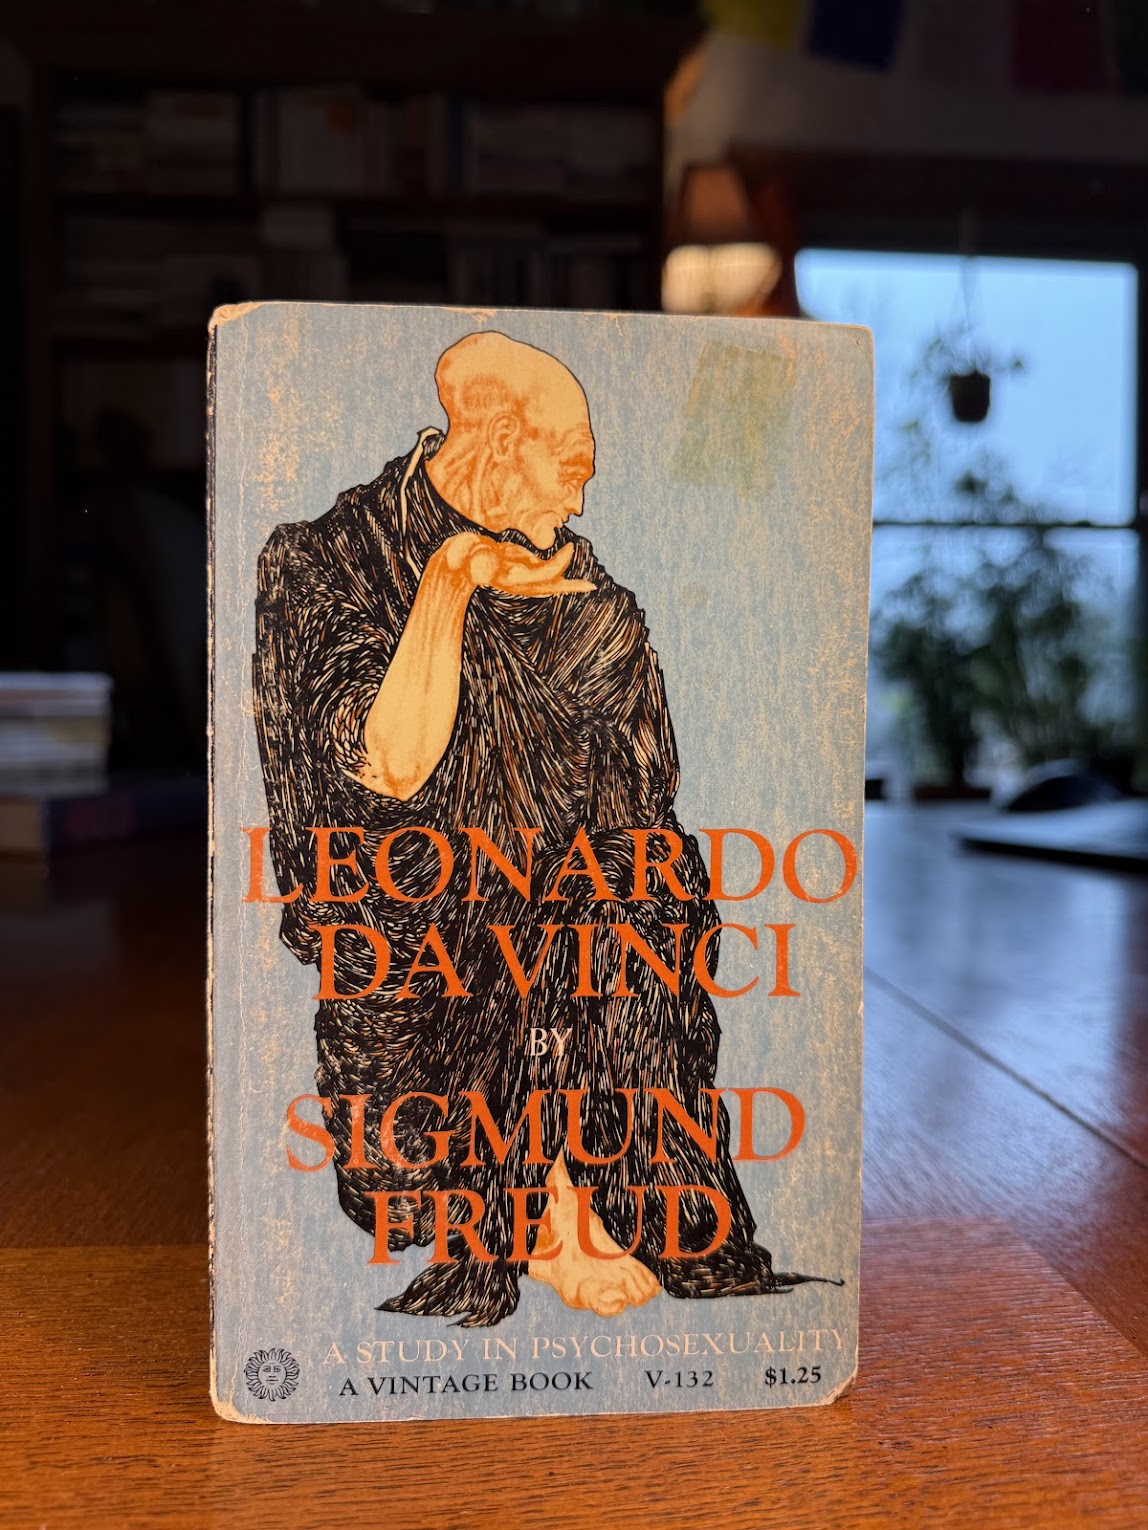 LEONARDO
DA VINCI
BY
SIGMUND
FREUD
A STUDY IN PSYCHOSEXUALITY
A VINTAGE BOOK V-132 $1.25